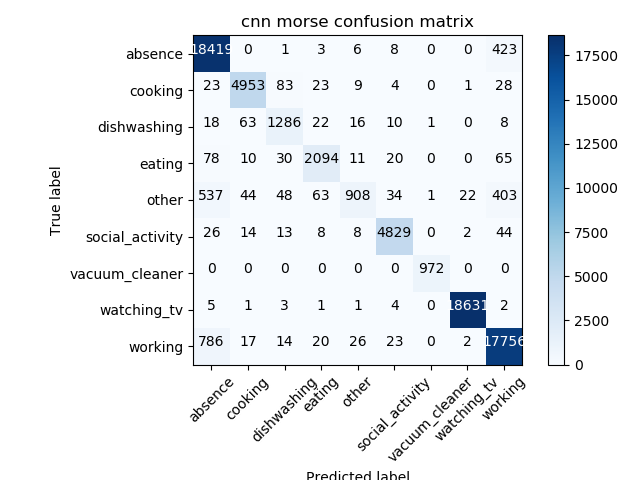 cnn morse confusion matrix
True label
absence 18419 0 1 3 6 8 0 0 423
cooking 23 4953 83 23 9 4 0 1 28
dishwashing 18 63 1286 22 16 10 1 0 8
eating 78 10 30 2094 11 20 0 0 65
other 537 44 48 63 908 34 1 22 403
social_activity 26 14 13 8 8 4829 0 2 44
vacuum_cleaner 0 0 0 0 0 0 972 0 0
watching_tv 5 1 3 1 1 4 0 18631 2
working 786 17 14 20 26 23 0 2 17756
absence cooking dishwashing eating other social_activity vacuum_cleaner watching_tv working
Predicted label
17500
15000
12500
10000
7500
5000
2500
0